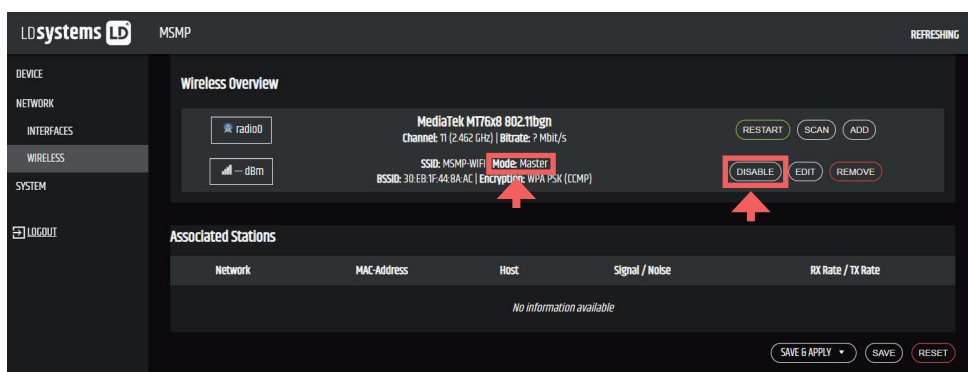 LD systems LD MSMP REFRESHING
DEVICE
NETWORK
INTERFACES
WIRELESS
SYSTEM
LOGOUT
Wireless Overview
radio0
MediaTek MT76x8 802.11bgn
Channel: 11 (2.462 GHz) | Bitrate: ? Mbit/s
RESTART SCAN ADD
--- dBm
SSID: MSMP-WIFI Mode: Master
BSSID: 30:EB:1F:44:8A:AC | Encryption: WPA PSK (CCMP)
DISABLE EDIT REMOVE
Associated Stations
Network MAC-Address Host Signal / Noise RX Rate / TX Rate
No information available
SAVE & APPLY SAVE RESET